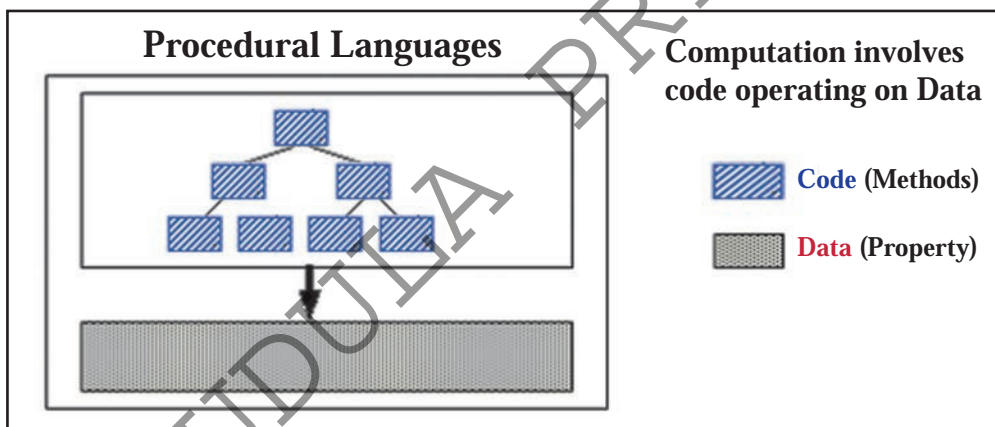 Procedural Languages
Computation involves
code operating on Data
Code (Methods)
Data (Property)